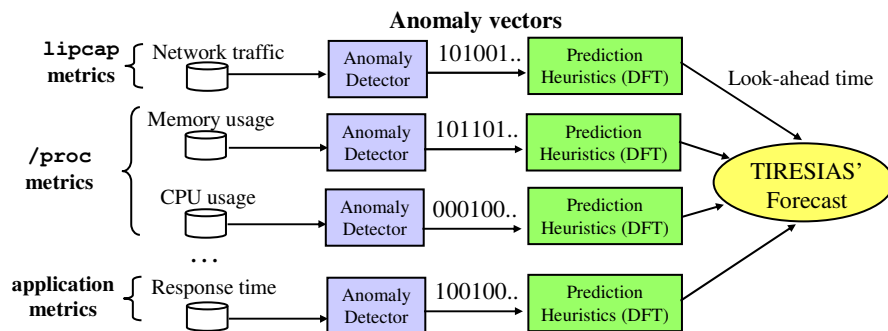 Anomaly vectors
lipcap
metrics
Network traffic
Anomaly
Detector
101001..
Prediction
Heuristics (DFT)
Look-ahead time
/proc
metrics
Memory usage
Anomaly
Detector
101101..
Prediction
Heuristics (DFT)
CPU usage
Anomaly
Detector
000100..
Prediction
Heuristics (DFT)
TIRESIAS’
Forecast
...
application
metrics
Response time
Anomaly
Detector
100100..
Prediction
Heuristics (DFT)